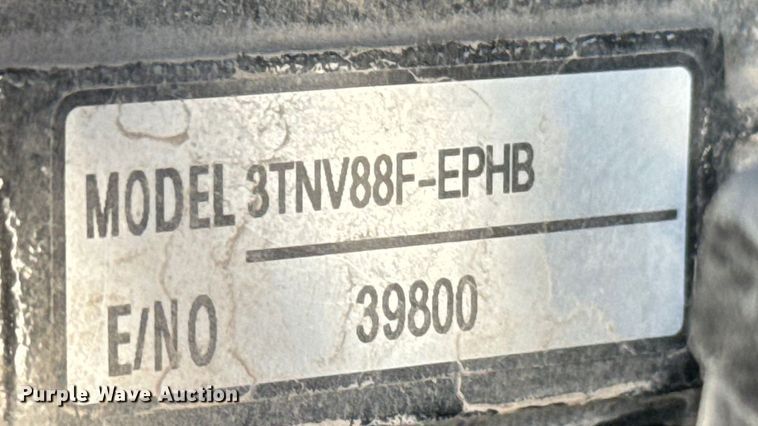 MODEL 3TNV88F-EPHB
E/NO 39800
Purple Wave Auction